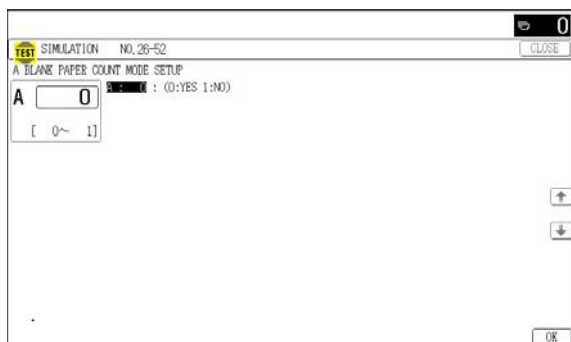 0
TEST SIMULATION NO.26-52 CLOSE
A BLANK PAPER COUNT MODE SETUP
A 0 A : 0 : (0:YES 1:NO)
[ 0~ 1]
OK